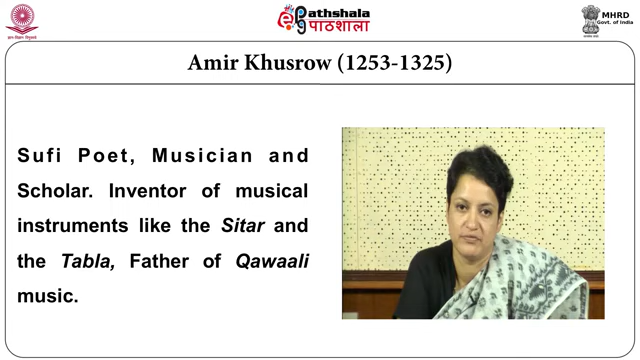 ePathshala
पाठशाला
MHRD
Govt. of India
Amir Khusrow (1253-1325)
Sufi Poet, Musician and
Scholar. Inventor of musical
instruments like the Sitar and
the Tabla, Father of Qawaali
music.